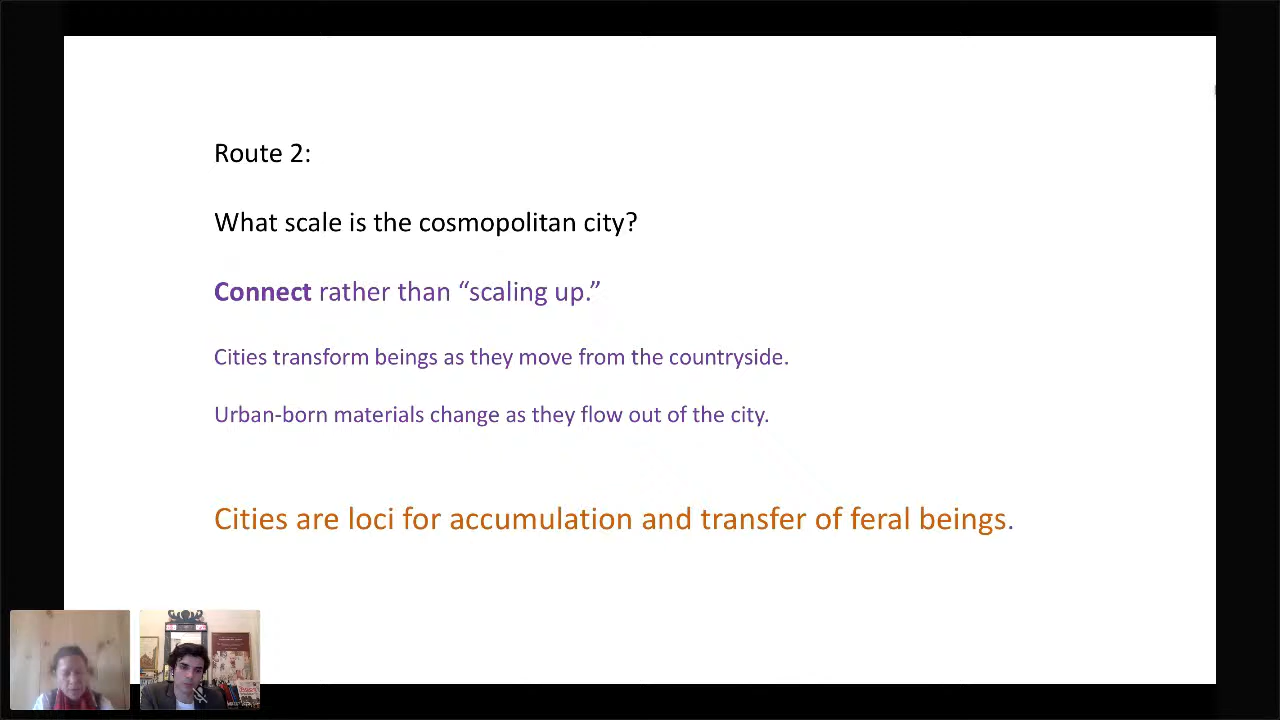 Route 2:
What scale is the cosmopolitan city?
Connect rather than “scaling up.”
Cities transform beings as they move from the countryside.
Urban-born materials change as they flow out of the city.
Cities are loci for accumulation and transfer of feral beings.